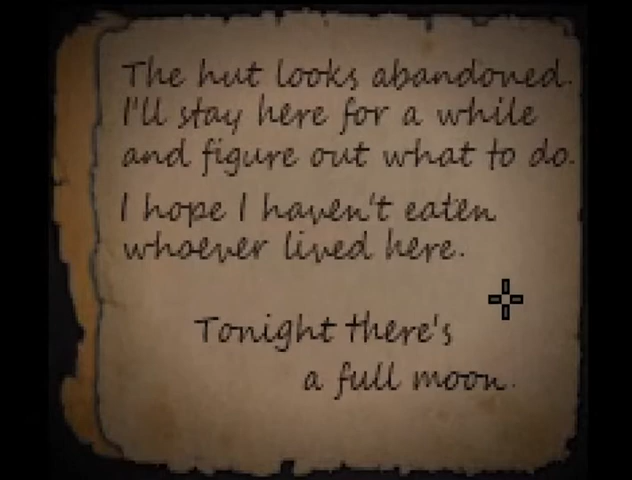 The hut looks abandoned.
I'll stay here for a while
and figure out what to do.
I hope I haven't eaten
whoever lived here.
Tonight there's
a full moon.